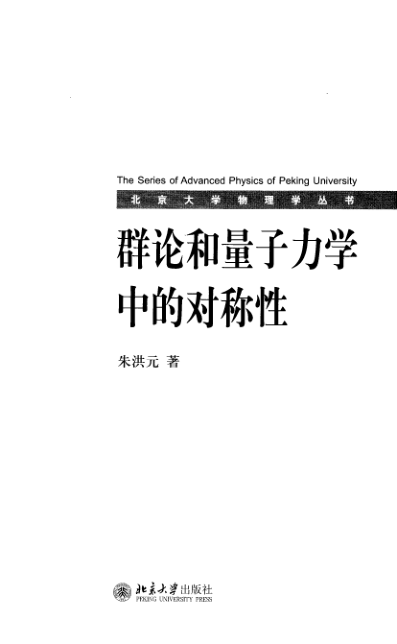 The Series of Advanced Physics of Peking University
北京大学物理学丛书
群论和量子力学
中的对称性
朱洪元 著
北京大学出版社
PEKING UNIVERSITY PRESS